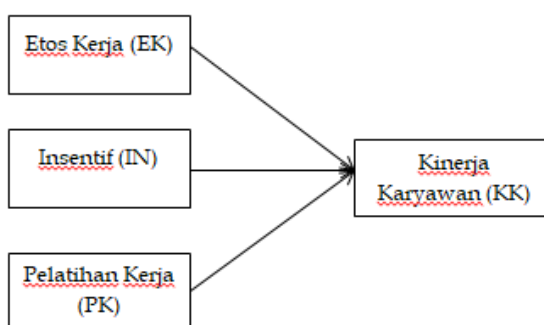 Etos Kerja (EK)
Insentif (IN)
Kinerja
Karyawan (KK)
Pelatihan Kerja
(PK)